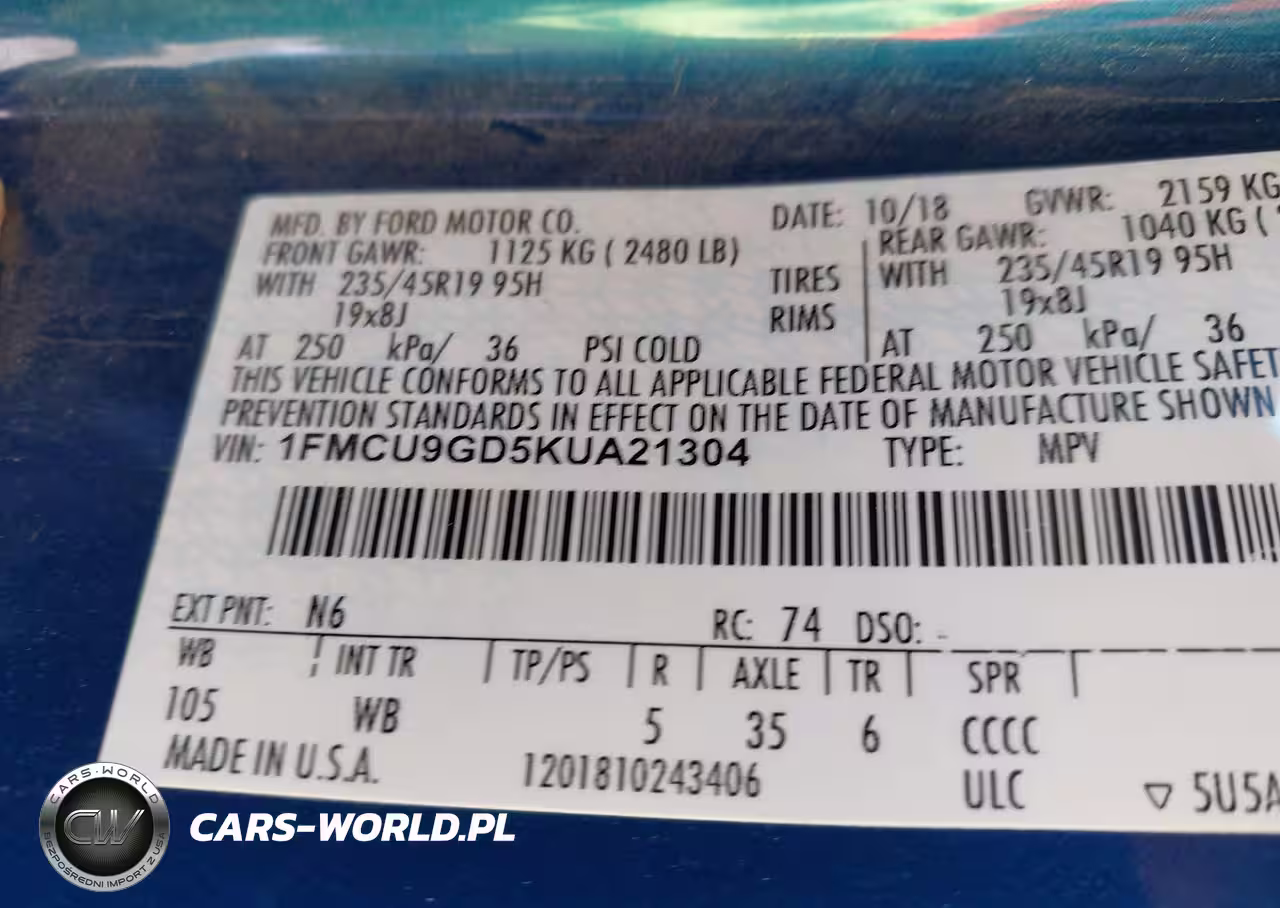 MFD. BY FORD MOTOR CO. DATE: 10/18 GVWR: 2159 KG
FRONT GAWR: 1125 KG ( 2480 LB) REAR GAWR: 1040 KG (
WITH 235/45R19 95H TIRES WITH 235/45R19 95H
19x8J RIMS 19x8J
AT 250 kPa/ 36 PSI COLD AT 250 kPa/ 36
THIS VEHICLE CONFORMS TO ALL APPLICABLE FEDERAL MOTOR VEHICLE SAFET
PREVENTION STANDARDS IN EFFECT ON THE DATE OF MANUFACTURE SHOWN
VIN: 1FMCU9GD5KUA21304 TYPE: MPV
EXT PNT: N6 RC: 74 DSO:
WB INT TR TP/PS R AXLE TR SPR
105 WB 5 35 6 CCCC
MADE IN U.S.A. 1201810243406 ULC ▽ 5U5A
CARS-WORLD
CW
BEZPOŚREDNI IMPORT Z USA
CARS-WORLD.PL